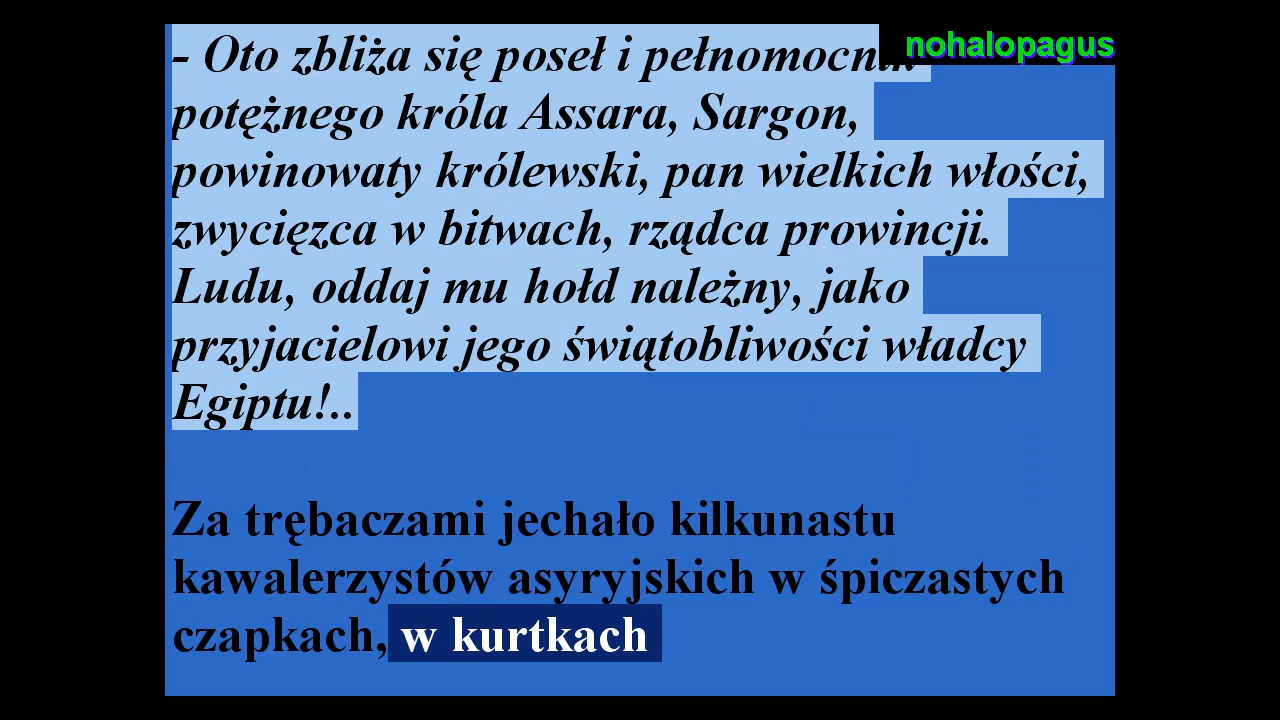 nohalopagus
- Oto zbliża się poseł i pełnomocnik
potężnego króla Assara, Sargon,
powinowaty królewski, pan wielkich włości,
zwycięzca w bitwach, rządca prowincji.
Ludu, oddaj mu hołd należny, jako
przyjacielowi jego świątobliwości władcy
Egiptu!..
Za trębaczami jechało kilkunastu
kawalerzystów asyryjskich w śpiczastych
czapkach, w kurtkach